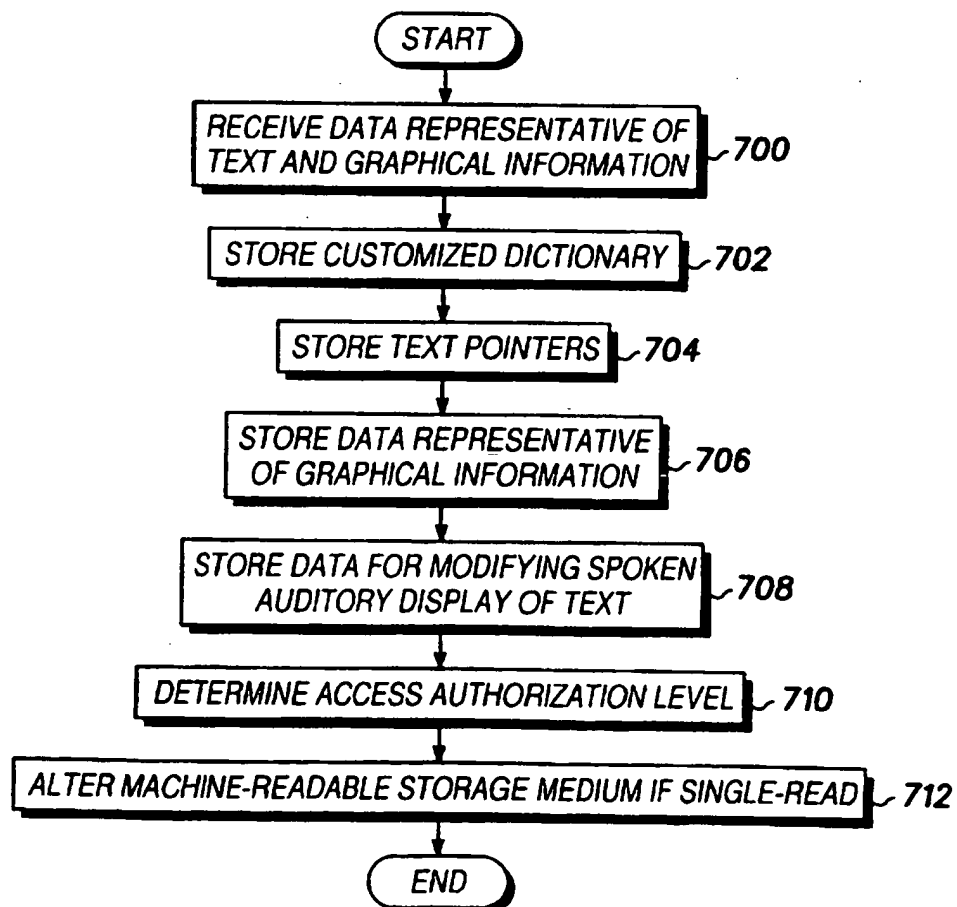 START
RECEIVE DATA REPRESENTATIVE OF
TEXT AND GRAPHICAL INFORMATION
700
STORE CUSTOMIZED DICTIONARY
702
STORE TEXT POINTERS
704
STORE DATA REPRESENTATIVE
OF GRAPHICAL INFORMATION
706
STORE DATA FOR MODIFYING SPOKEN
AUDITORY DISPLAY OF TEXT
708
DETERMINE ACCESS AUTHORIZATION LEVEL
710
ALTER MACHINE-READABLE STORAGE MEDIUM IF SINGLE-READ
712
END